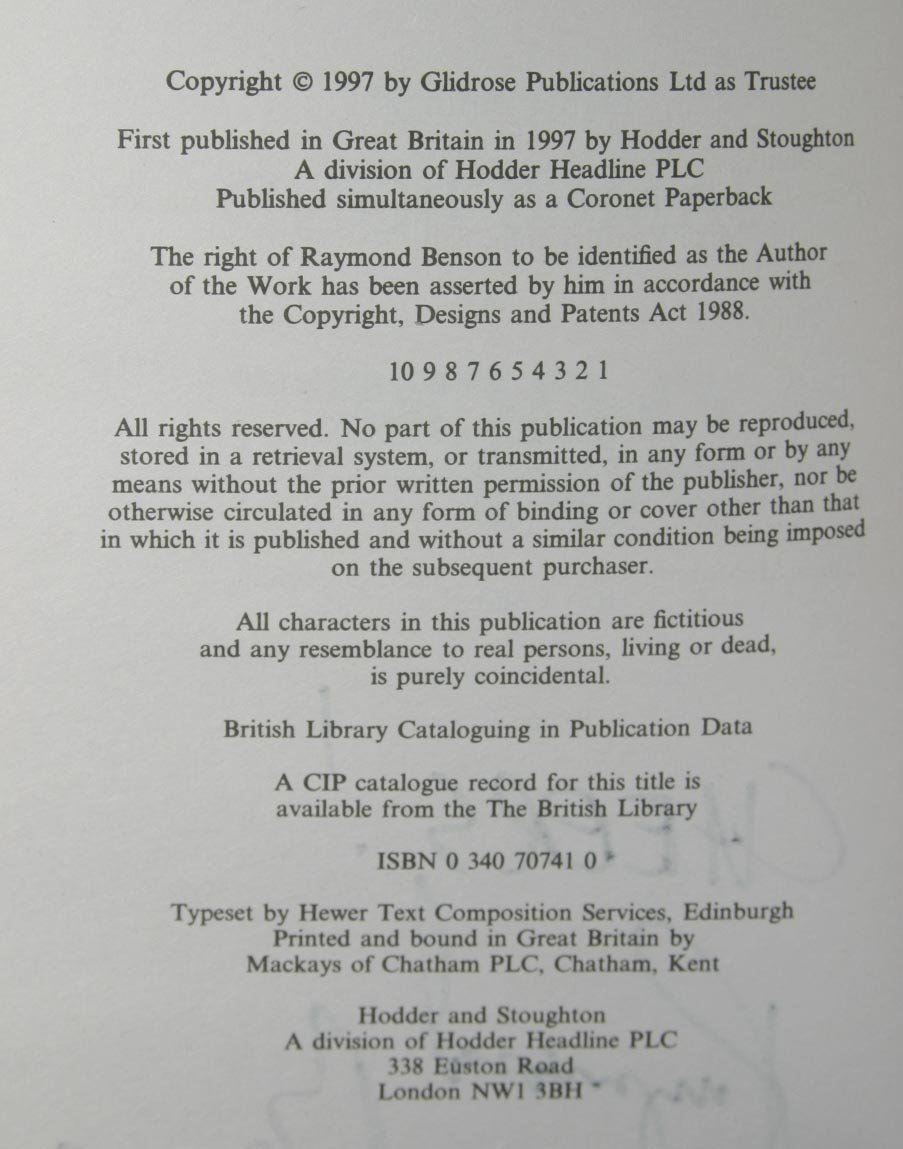 Copyright © 1997 by Glidrose Publications Ltd as Trustee
First published in Great Britain in 1997 by Hodder and Stoughton
A division of Hodder Headline PLC
Published simultaneously as a Coronet Paperback
The right of Raymond Benson to be identified as the Author
of the Work has been asserted by him in accordance with
the Copyright, Designs and Patents Act 1988.
10 9 8 7 6 5 4 3 2 1
All rights reserved. No part of this publication may be reproduced,
stored in a retrieval system, or transmitted, in any form or by any
means without the prior written permission of the publisher, nor be
otherwise circulated in any form of binding or cover other than that
in which it is published and without a similar condition being imposed
on the subsequent purchaser.
All characters in this publication are fictitious
and any resemblance to real persons, living or dead,
is purely coincidental.
British Library Cataloguing in Publication Data
A CIP catalogue record for this title is
available from the The British Library
ISBN 0 340 70741 0
Typeset by Hewer Text Composition Services, Edinburgh
Printed and bound in Great Britain by
Mackays of Chatham PLC, Chatham, Kent
Hodder and Stoughton
A division of Hodder Headline PLC
338 Euston Road
London NW1 3BH